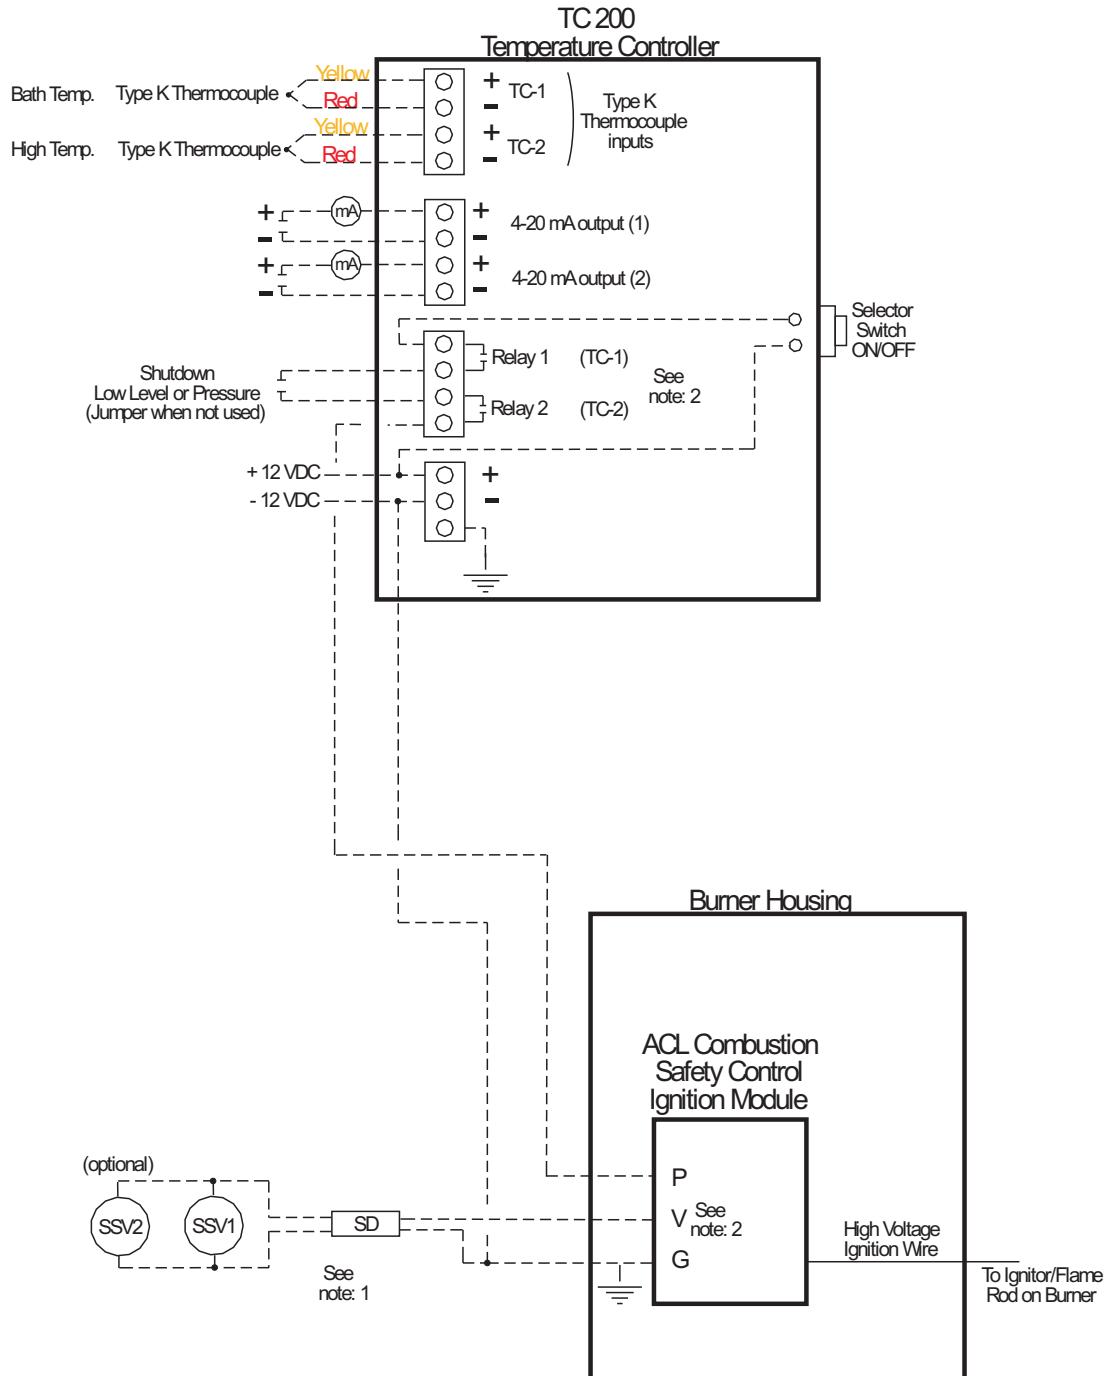 TC 200
Temperature Controller
Yellow
Bath Temp. Type K Thermocouple
Red
+ TC-1
-
Yellow
High Temp. Type K Thermocouple
Red
+ TC-2
-
Type K
Thermocouple
inputs
+ mA + 4-20 mA output (1)
- -
+ mA + 4-20 mA output (2)
- -
Selector
Switch
ON/OFF
Relay 1 (TC-1)
Relay 2 (TC-2)
See
note: 2
Shutdown
Low Level or Pressure
(Jumper when not used)
+ 12 VDC +
- 12 VDC -
Burner Housing
ACL Combustion
Safety Control
Ignition Module
P
V See
note: 2
G
(optional)
SSV2 SSV1 SD
See
note: 1
High Voltage
Ignition Wire
To Ignitor/Flame
Rod on Burner